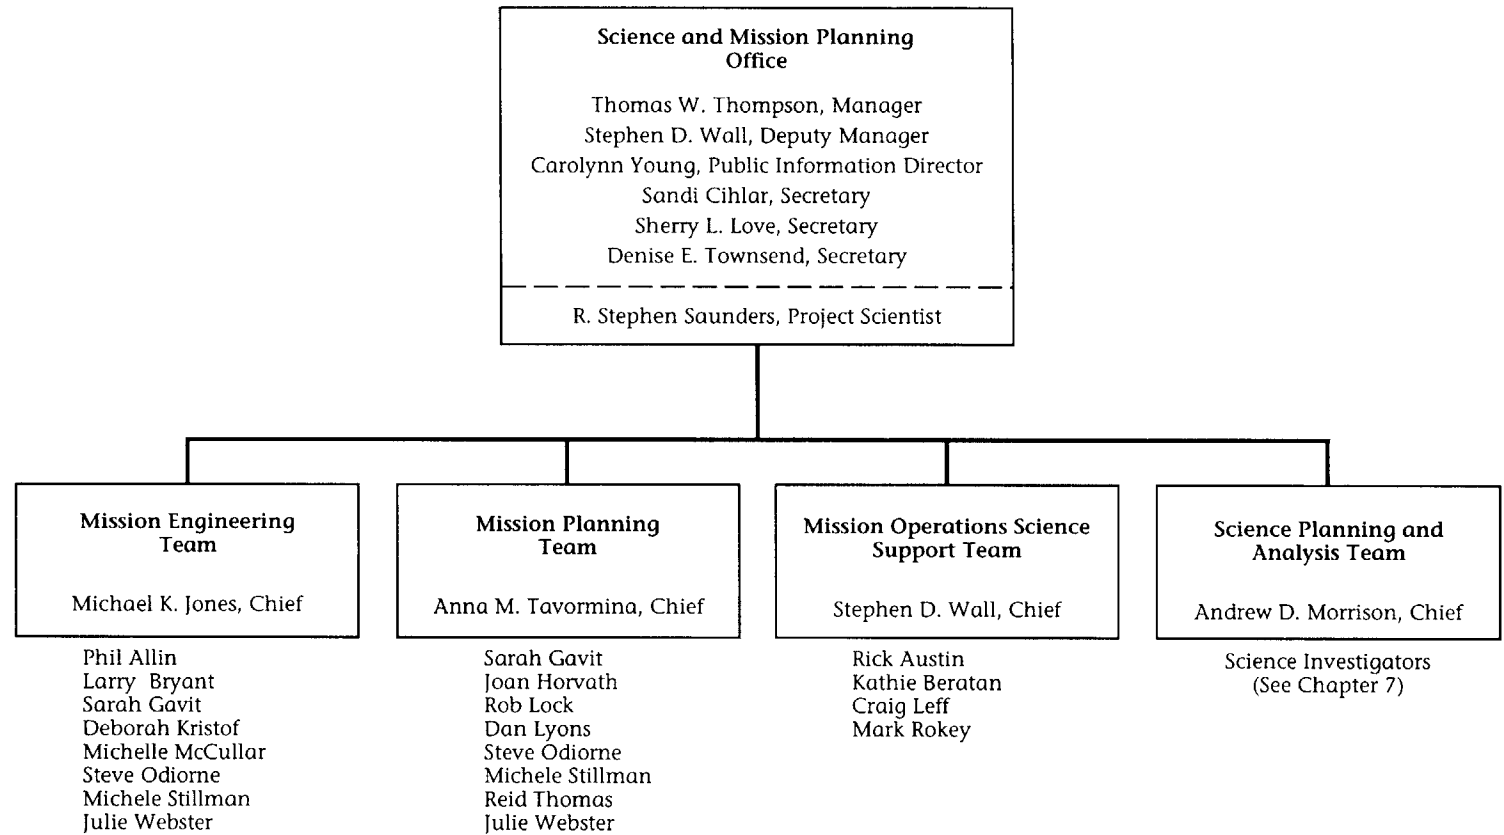 Science and Mission Planning
Office
Thomas W. Thompson, Manager
Stephen D. Wall, Deputy Manager
Carolynn Young, Public Information Director
Sandi Cihlar, Secretary
Sherry L. Love, Secretary
Denise E. Townsend, Secretary
R. Stephen Saunders, Project Scientist
Mission Engineering
Team
Michael K. Jones, Chief
Phil Allin
Larry Bryant
Sarah Gavit
Deborah Kristof
Michelle McCullar
Steve Odiorne
Michele Stillman
Julie Webster
Mission Planning
Team
Anna M. Tavormina, Chief
Sarah Gavit
Joan Horvath
Rob Lock
Dan Lyons
Steve Odiorne
Michele Stillman
Reid Thomas
Julie Webster
Mission Operations Science
Support Team
Stephen D. Wall, Chief
Rick Austin
Kathie Beratan
Craig Leff
Mark Rokey
Science Planning and
Analysis Team
Andrew D. Morrison, Chief
Science Investigators
(See Chapter 7)